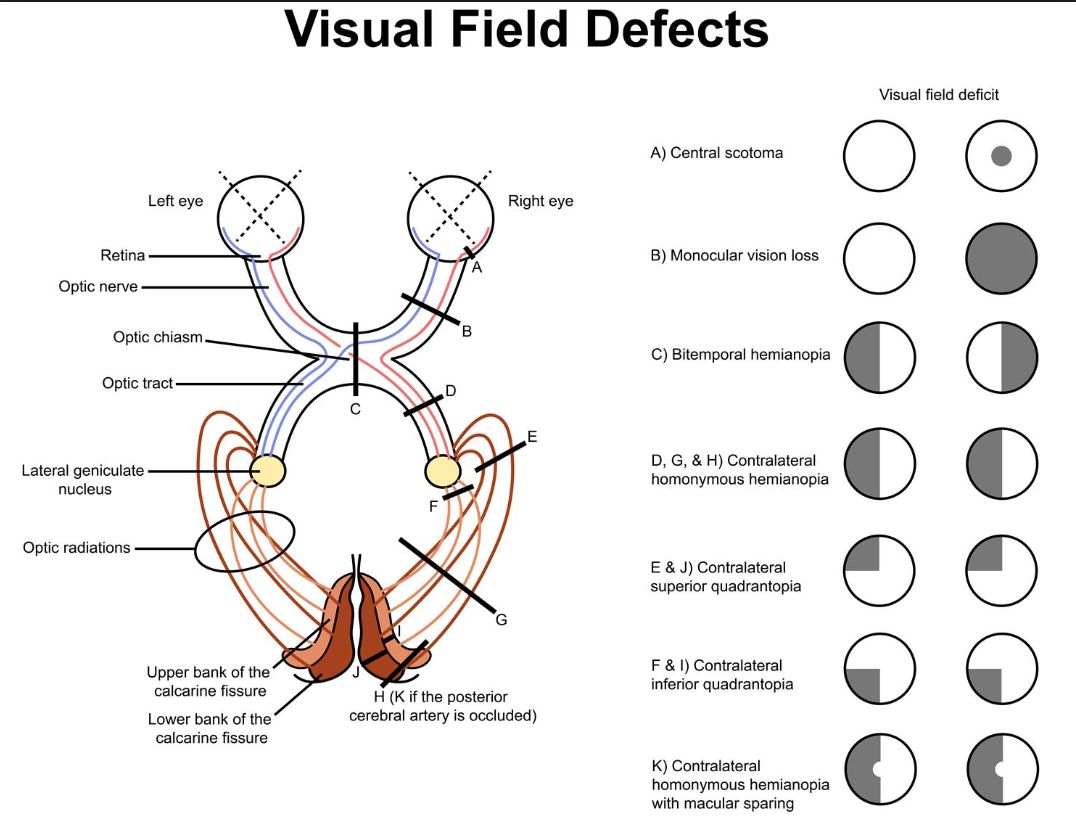 Visual Field Defects
Left eye
Right eye
Retina
A
Optic nerve
B
Optic chiasm
Optic tract
C
D
E
Lateral geniculate
nucleus
F
Optic radiations
G
I
J
Upper bank of the
calcarine fissure
H (K if the posterior
cerebral artery is occluded)
Lower bank of the
calcarine fissure
Visual field deficit
A) Central scotoma
B) Monocular vision loss
C) Bitemporal hemianopia
D, G, & H) Contralateral
homonymous hemianopia
E & J) Contralateral
superior quadrantopia
F & I) Contralateral
inferior quadrantopia
K) Contralateral
homonymous hemianopia
with macular sparing